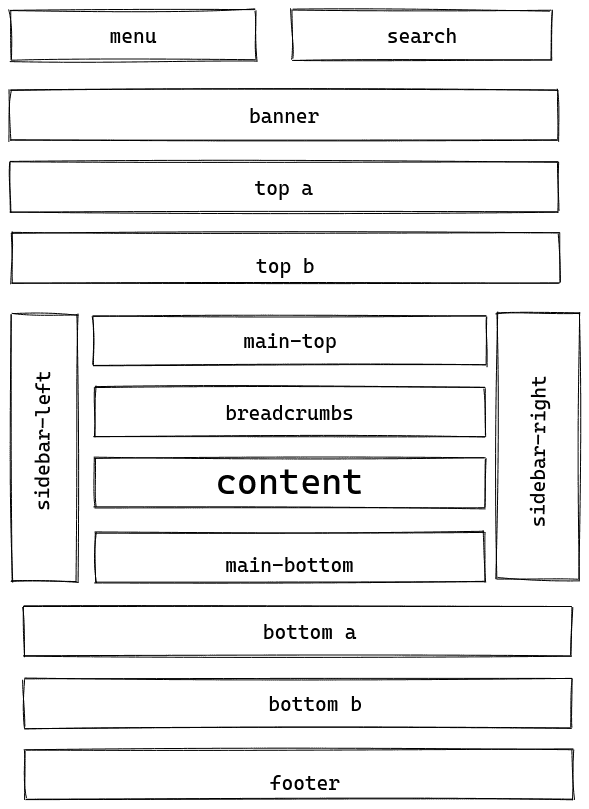 menu
search
banner
top a
top b
sidebar-left
main-top
breadcrumbs
content
main-bottom
sidebar-right
bottom a
bottom b
footer